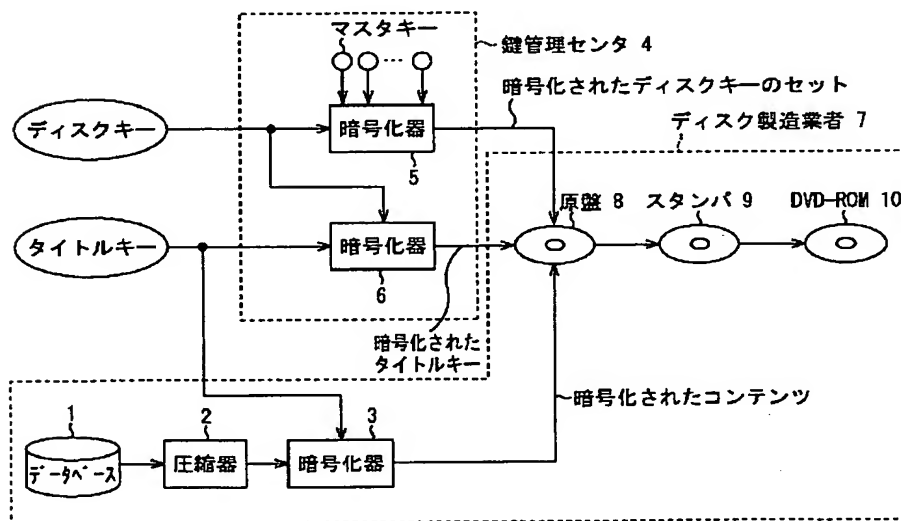 マスタキー
鍵管理センタ 4
…
暗号化されたディスクキーのセット
ディスク製造業者 7
ディスクキー
暗号化器
5
原盤 8
スタンパ 9
DVD-ROM 10
タイトルキー
暗号化器
6
暗号化された
タイトルキー
暗号化されたコンテンツ
1
2
3
データベース
圧縮器
暗号化器